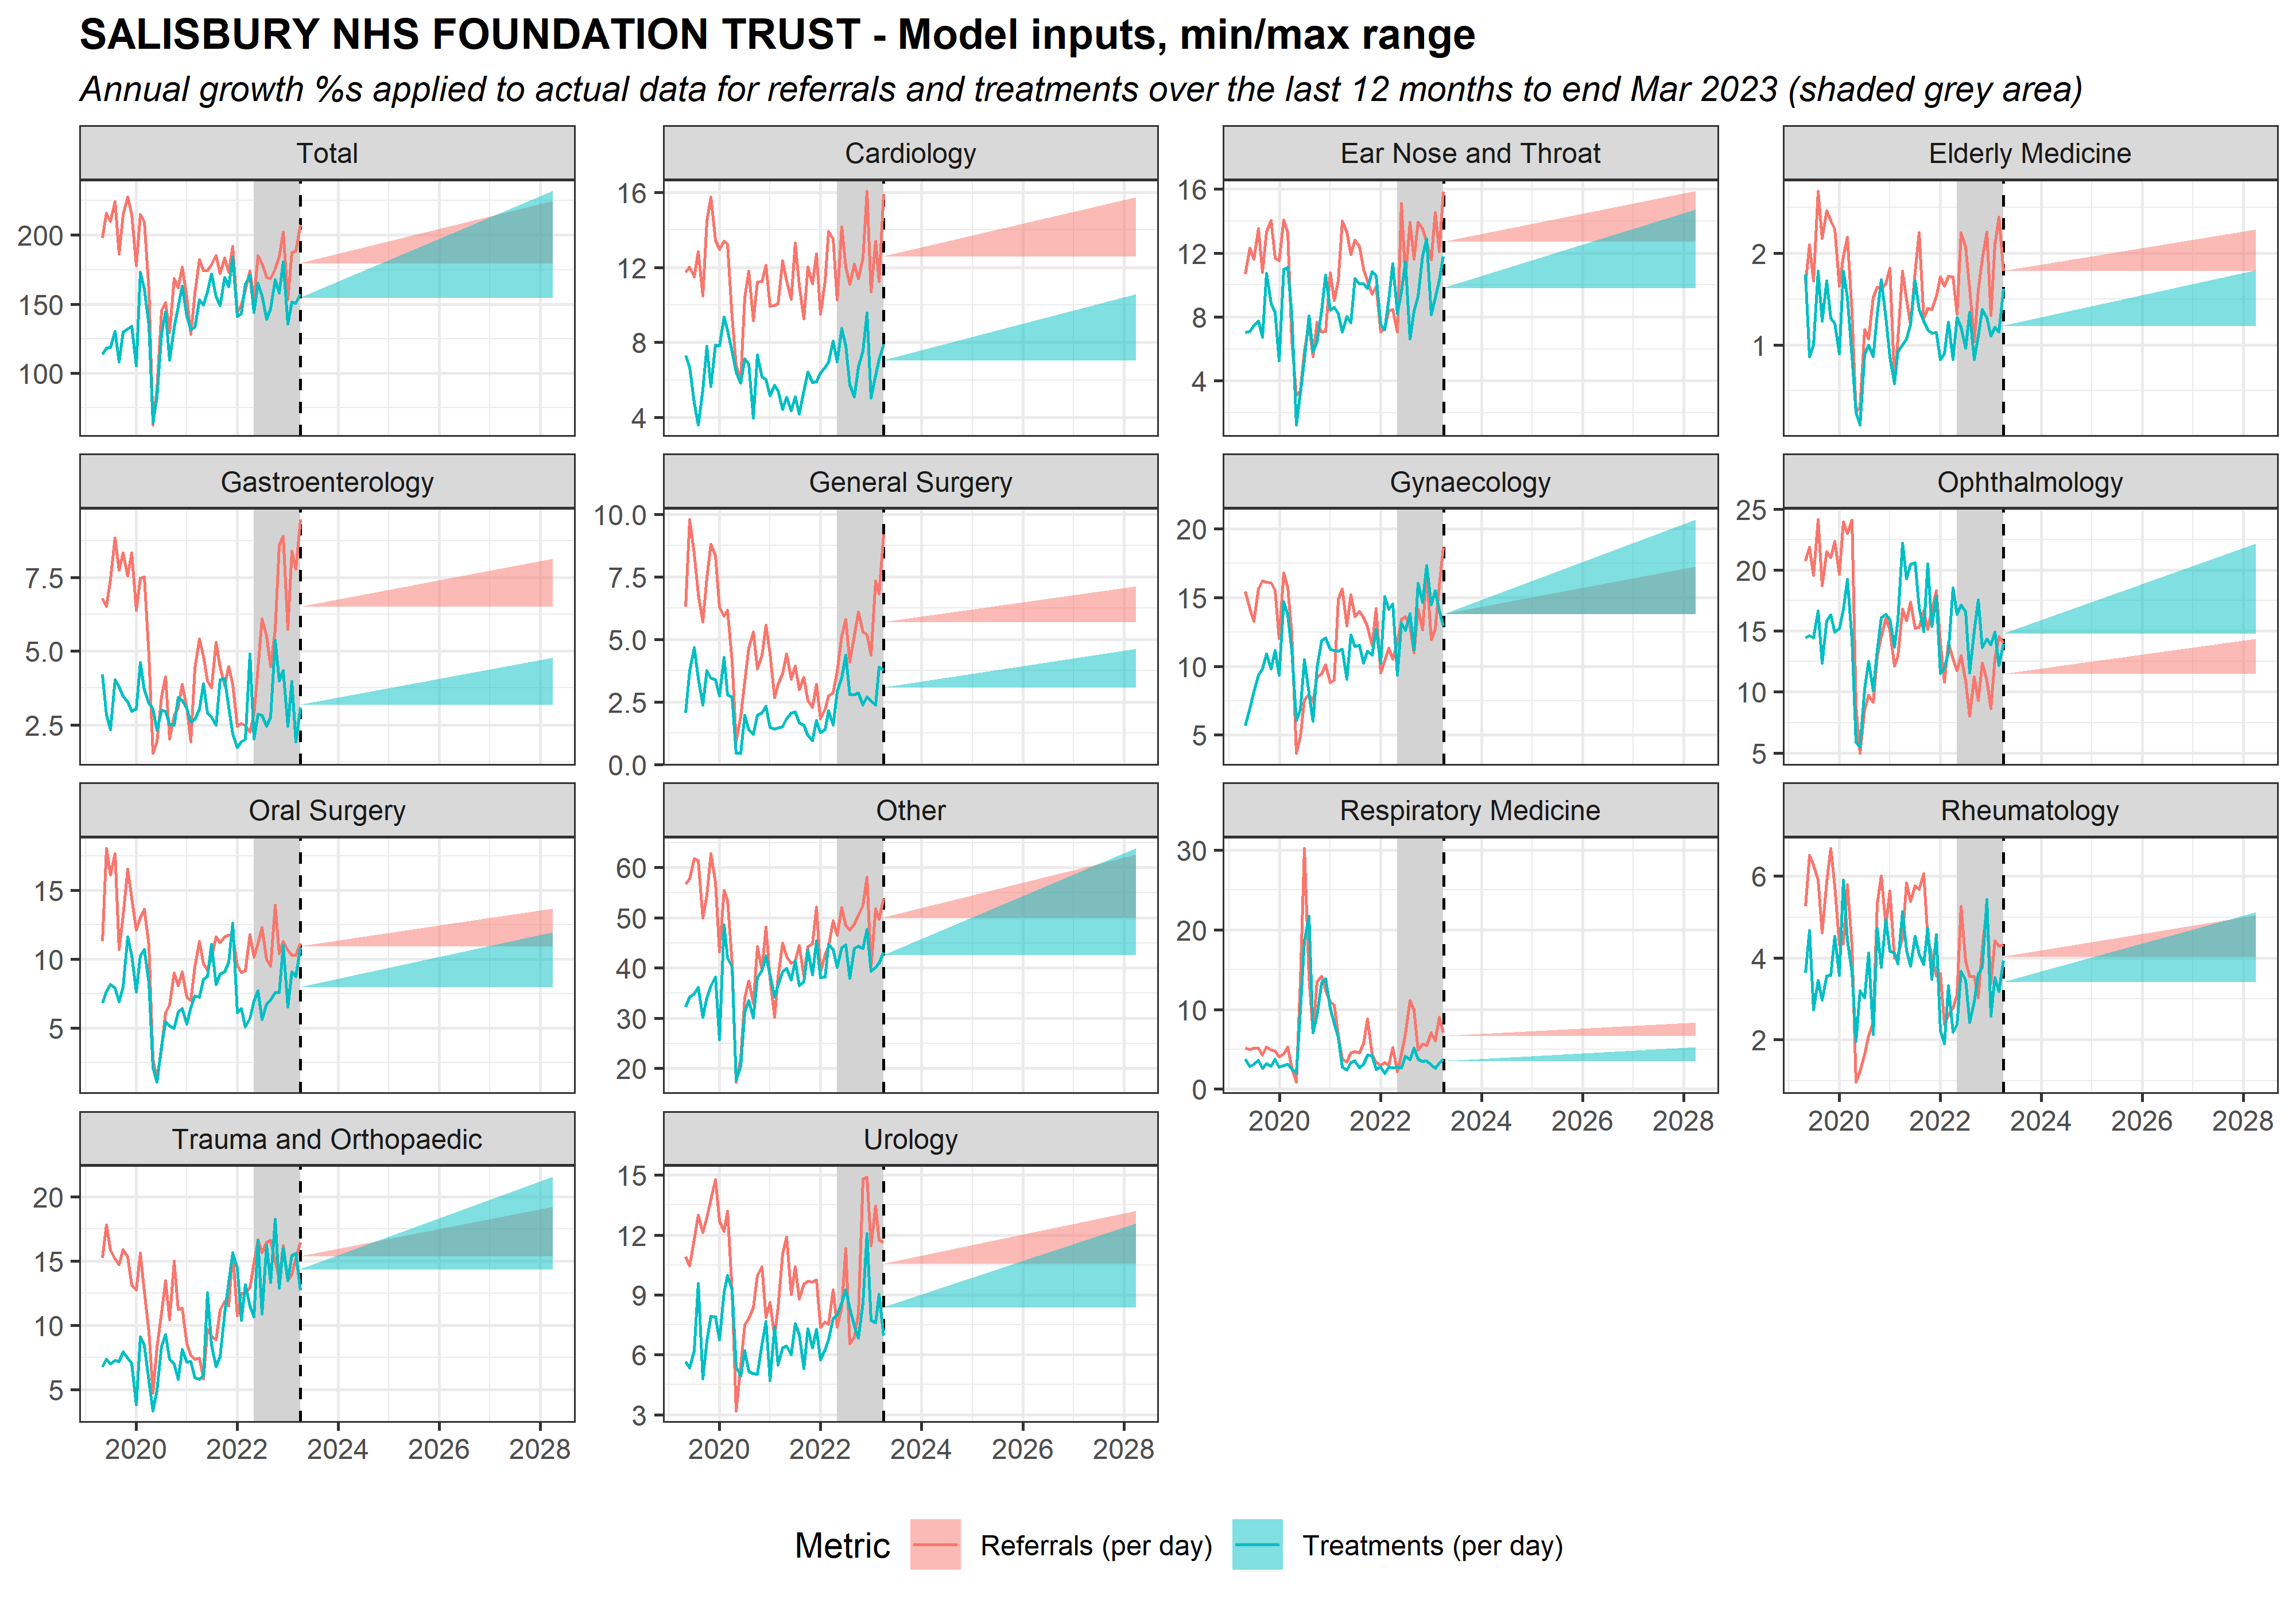 SALISBURY NHS FOUNDATION TRUST - Model inputs, min/max range
Annual growth %s applied to actual data for referrals and treatments over the last 12 months to end Mar 2023 (shaded grey area)
Total
Cardiology
Ear Nose and Throat
Elderly Medicine
200
150
100
16
12
8
4
16
12
8
4
2
1
Gastroenterology
General Surgery
Gynaecology
Ophthalmology
7.5
5.0
2.5
10.0
7.5
5.0
2.5
0.0
20
15
10
5
25
20
15
10
5
Oral Surgery
Other
Respiratory Medicine
Rheumatology
15
10
5
60
50
40
30
20
30
20
10
0
6
4
2
2020 2022 2024 2026 2028
2020 2022 2024 2026 2028
Trauma and Orthopaedic
Urology
20
15
10
5
15
12
9
6
3
2020 2022 2024 2026 2028
2020 2022 2024 2026 2028
Metric Referrals (per day) Treatments (per day)